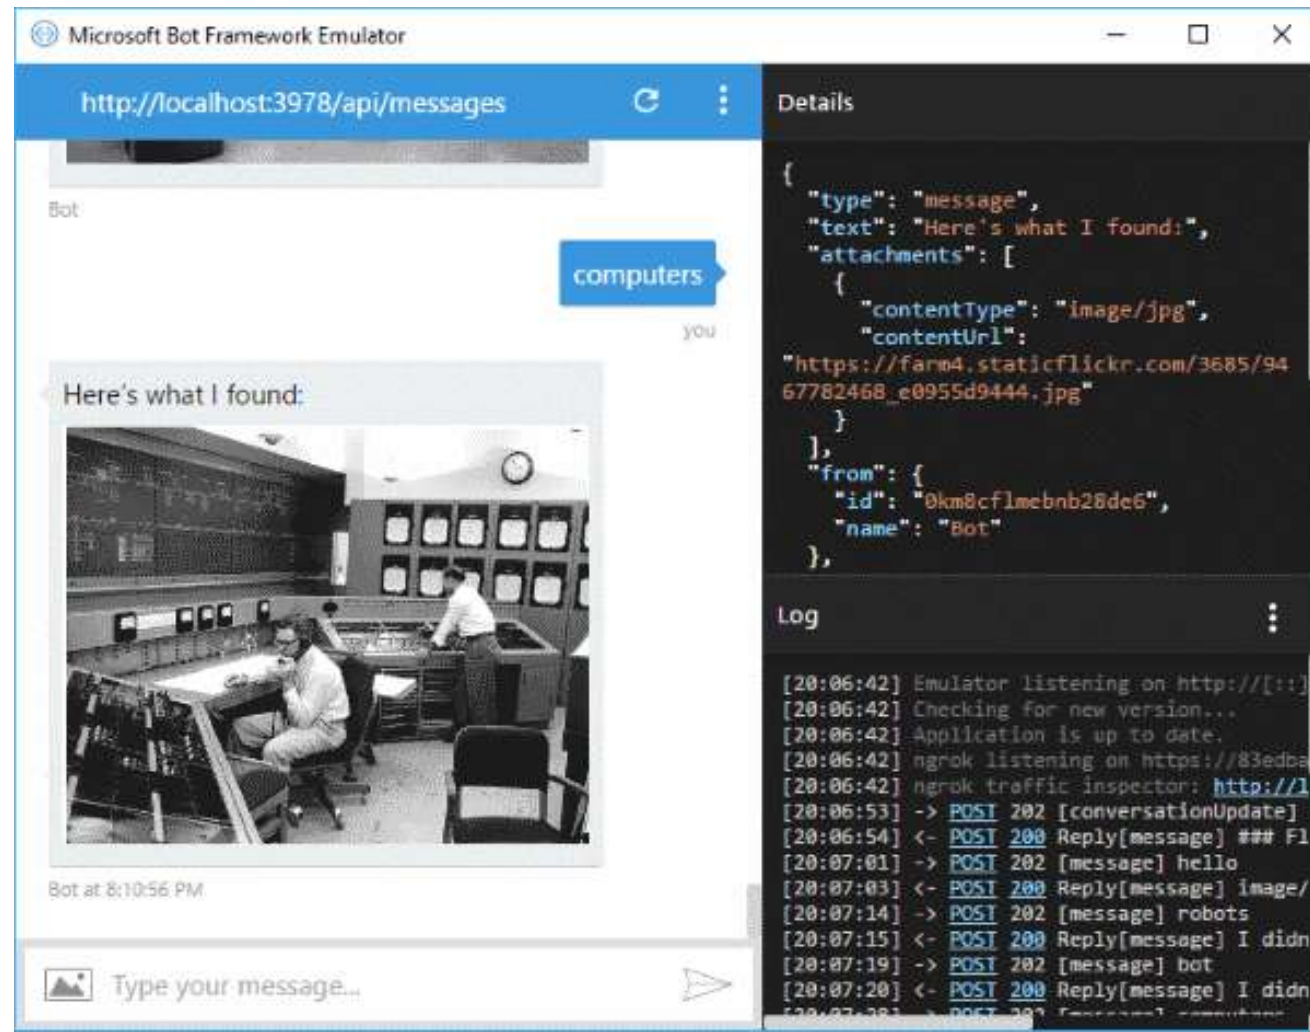 Microsoft Bot Framework Emulator
http://localhost:3978/api/messages
Bot
computers
you
Here's what I found:
Bot at 8:10:56 PM
Type your message...
Details
{
"type": "message",
"text": "Here's what I found:",
"attachments": [
{
"contentType": "image/jpg",
"contentUrl":
"https://farm4.staticflickr.com/3685/94
67782468_e0955d9444.jpg"
}
],
"from": {
"id": "0km8cflmebnb28de6",
"name": "Bot"
},
Log
[20:06:42] Emulator listening on http://[::]
[20:06:42] Checking for new version...
[20:06:42] Application is up to date.
[20:06:42] ngrok listening on https://83edba
[20:06:42] ngrok traffic inspector: http://l
[20:06:53] -> POST 202 [conversationUpdate]
[20:06:54] <- POST 200 Reply[message] ### Fl
[20:07:01] -> POST 202 [message] hello
[20:07:03] <- POST 200 Reply[message] image/
[20:07:14] -> POST 202 [message] robots
[20:07:15] <- POST 200 Reply[message] I didn
[20:07:19] -> POST 202 [message] bot
[20:07:20] <- POST 200 Reply[message] I didn